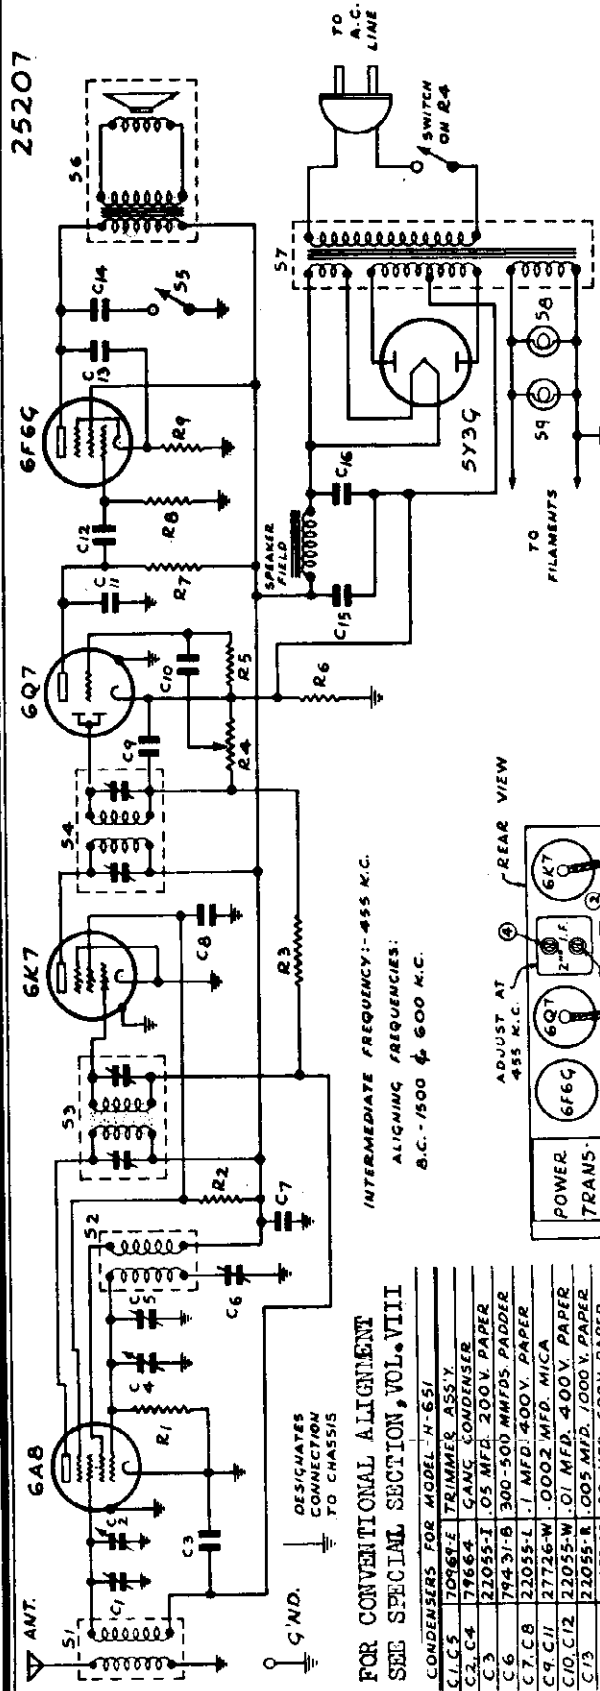 25207
ANT.
S1
C1
C2
6A8
C3
R1
C4
C5
S2
C6
R2
C7
S3
6K7
C8
R3
S4
6Q7
C9
R4
C10
R5
R6
C11
R7
C12
R8
6F6G
R9
C13
C14
S5
S6
G'ND.
DESIGNATES
CONNECTION
TO CHASSIS
SPEAKER
FIELD
C15
C16
5Y3G
S7
SWITCH
ON R4
TO
A.C.
LINE
S8
S9
TO
FILAMENTS
INTERMEDIATE FREQUENCY:-455 K.C.
ALIGNING FREQUENCIES:
B.C.-1500 & 600 K.C.
FOR CONVENTIONAL ALIGNMENT
SEE SPECIAL SECTION, VOL. VIII
CONDENSERS FOR MODEL-H-651
C1, C5 70969-E TRIMMER ASS'Y.
C2, C4 79664 GANG CONDENSER
C3 22055-I .05 MFD. 200V. PAPER
C6 79431-B 300-500 MMFDS. PADDER
C7, C8 22055-L .1 MFD. 400V. PAPER
C9, C11 27726-W .0002 MFD. MICA
C10, C12 22055-W .01 MFD. 400V. PAPER
C13 22055-R .005 MFD. 1000V. PAPER
ADJUST AT
455 K.C.
REAR VIEW
4
2
POWER
TRANS-
6F6G
6Q7
2ND I.F.
6K7